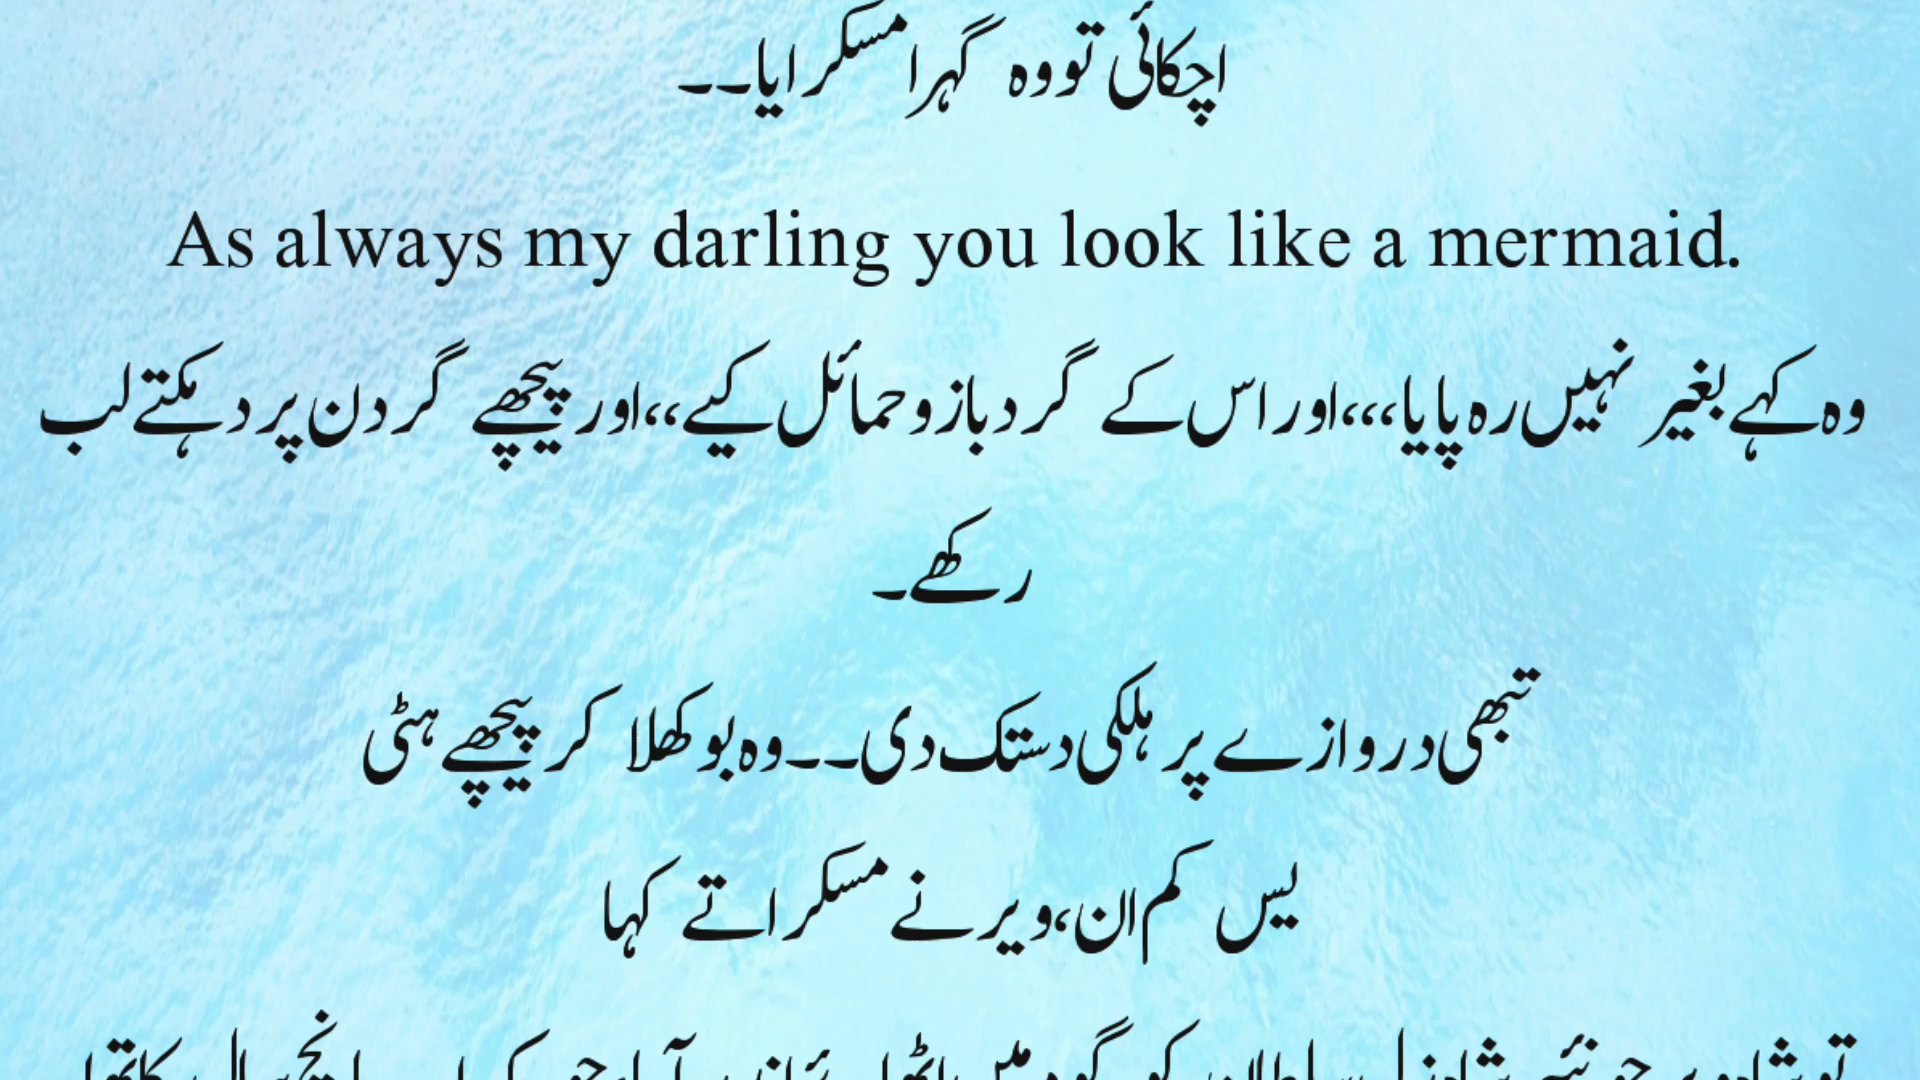 اچکائی تو وہ گہرا مسکرایا۔۔
As always my darling you look like a mermaid.
وہ کہے بغیر نہیں رہ پایا،،،،اور اس کے گرد بازو حمائل کیے،،اور پیچھے گردن پر دہکتے لب
رکھے۔
تبھی دروازے پر ہلکی دستک دی۔۔وہ بوکھلا کر پیچھے ہٹی
یس کم ان،ویر نے مسکراتے کہا